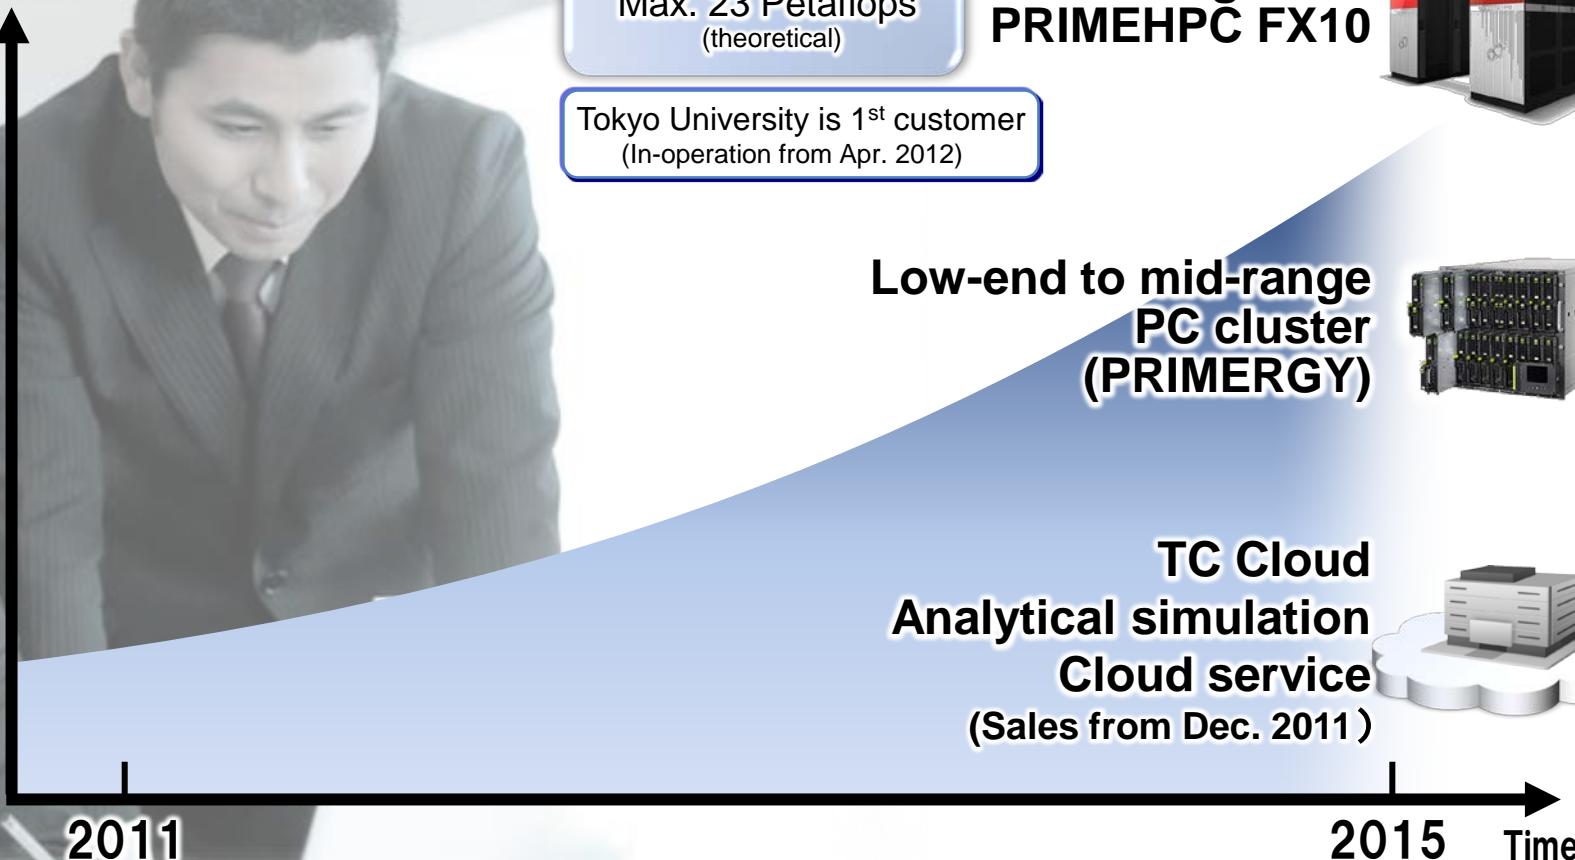 Max. 23 Petaflops
(theoretical)
PRIMEHPC FX10
Tokyo University is 1st customer
(In-operation from Apr. 2012)
Low-end to mid-range
PC cluster
(PRIMERGY)
TC Cloud
Analytical simulation
Cloud service
(Sales from Dec. 2011）
2011
2015
Time